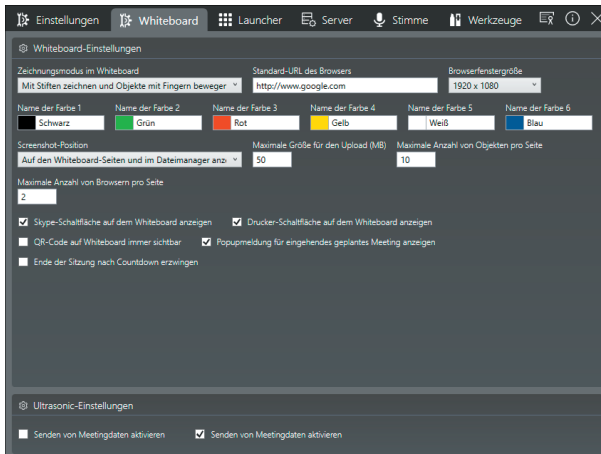 Einstellungen Whiteboard Launcher Server Stimme Werkzeuge
Whiteboard-Einstellungen
Zeichnungsmodus im Whiteboard Standard-URL des Browsers Browserfenstergröße
Mit Stiften zeichnen und Objekte mit Fingern beweger http://www.google.com 1920 x 1080
Name der Farbe 1 Name der Farbe 2 Name der Farbe 3 Name der Farbe 4 Name der Farbe 5 Name der Farbe 6
Schwarz Grün Rot Gelb Weiß Blau
Screenshot-Position Maximale Größe für den Upload (MB) Maximale Anzahl von Objekten pro Seite
Auf den Whiteboard-Seiten und im Dateimanager anz 50 10
Maximale Anzahl von Browsern pro Seite
2
Skype-Schaltfläche auf dem Whiteboard anzeigen Drucker-Schaltfläche auf dem Whiteboard anzeigen
QR-Code auf Whiteboard immer sichtbar Popupmeldung für eingehendes geplantes Meeting anzeigen
Ende der Sitzung nach Countdown erzwingen
Ultrasonic-Einstellungen
Senden von Meetingdaten aktivieren Senden von Meetingdaten aktivieren